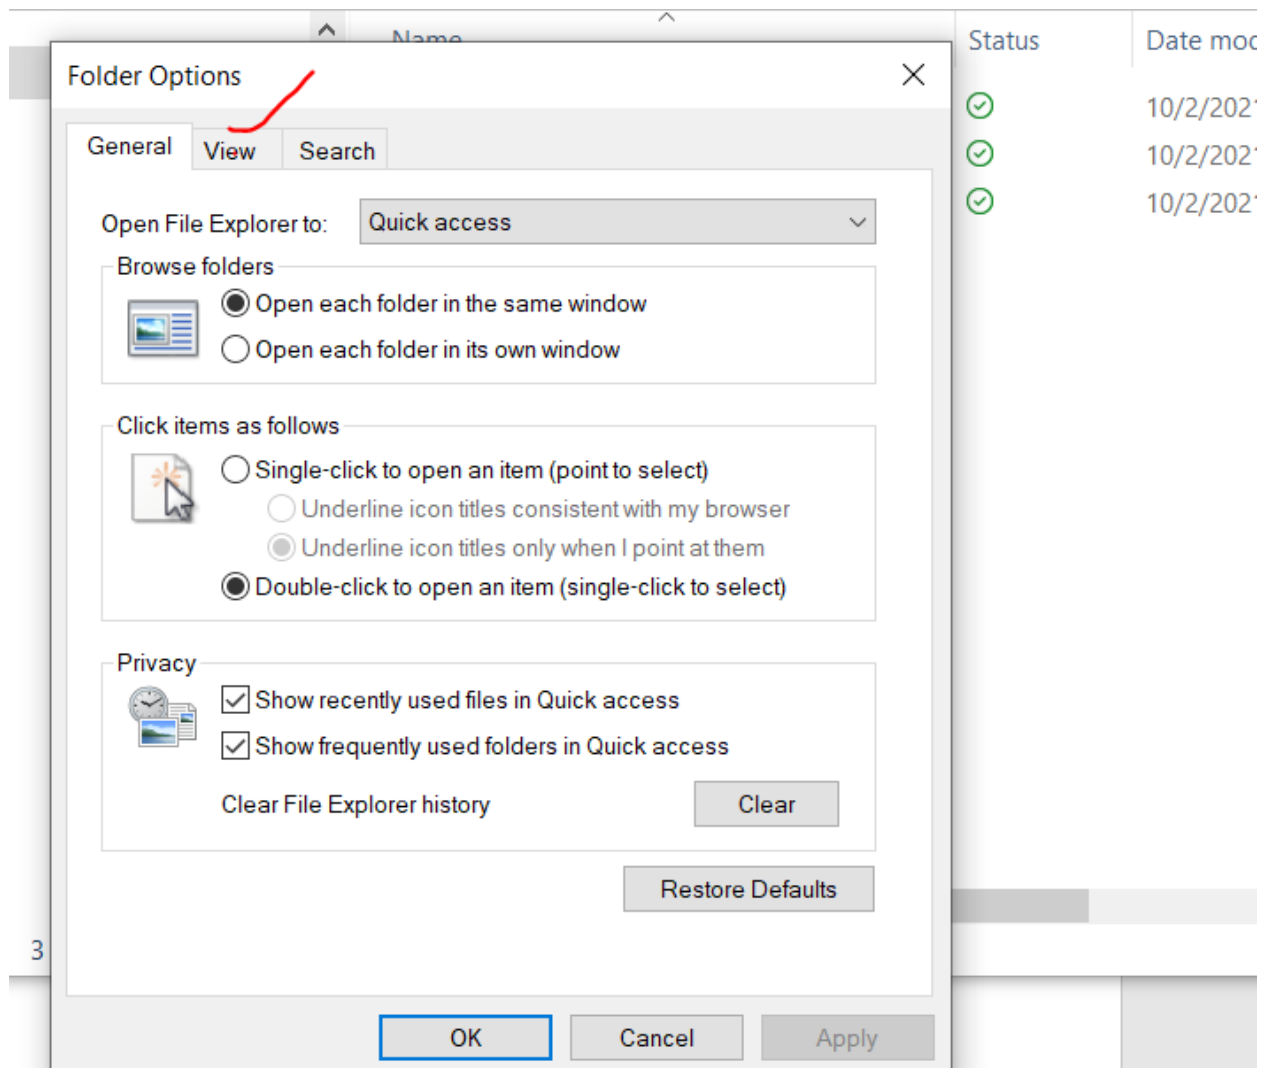 Name Status Date mod
Folder Options
General View Search
10/2/202
Open File Explorer to: Quick access
10/2/202
10/2/202
Browse folders
Open each folder in the same window
Open each folder in its own window
Click items as follows
Single-click to open an item (point to select)
Underline icon titles consistent with my browser
Underline icon titles only when I point at them
Double-click to open an item (single-click to select)
Privacy
Show recently used files in Quick access
Show frequently used folders in Quick access
Clear File Explorer history Clear
Restore Defaults
3
OK Cancel Apply